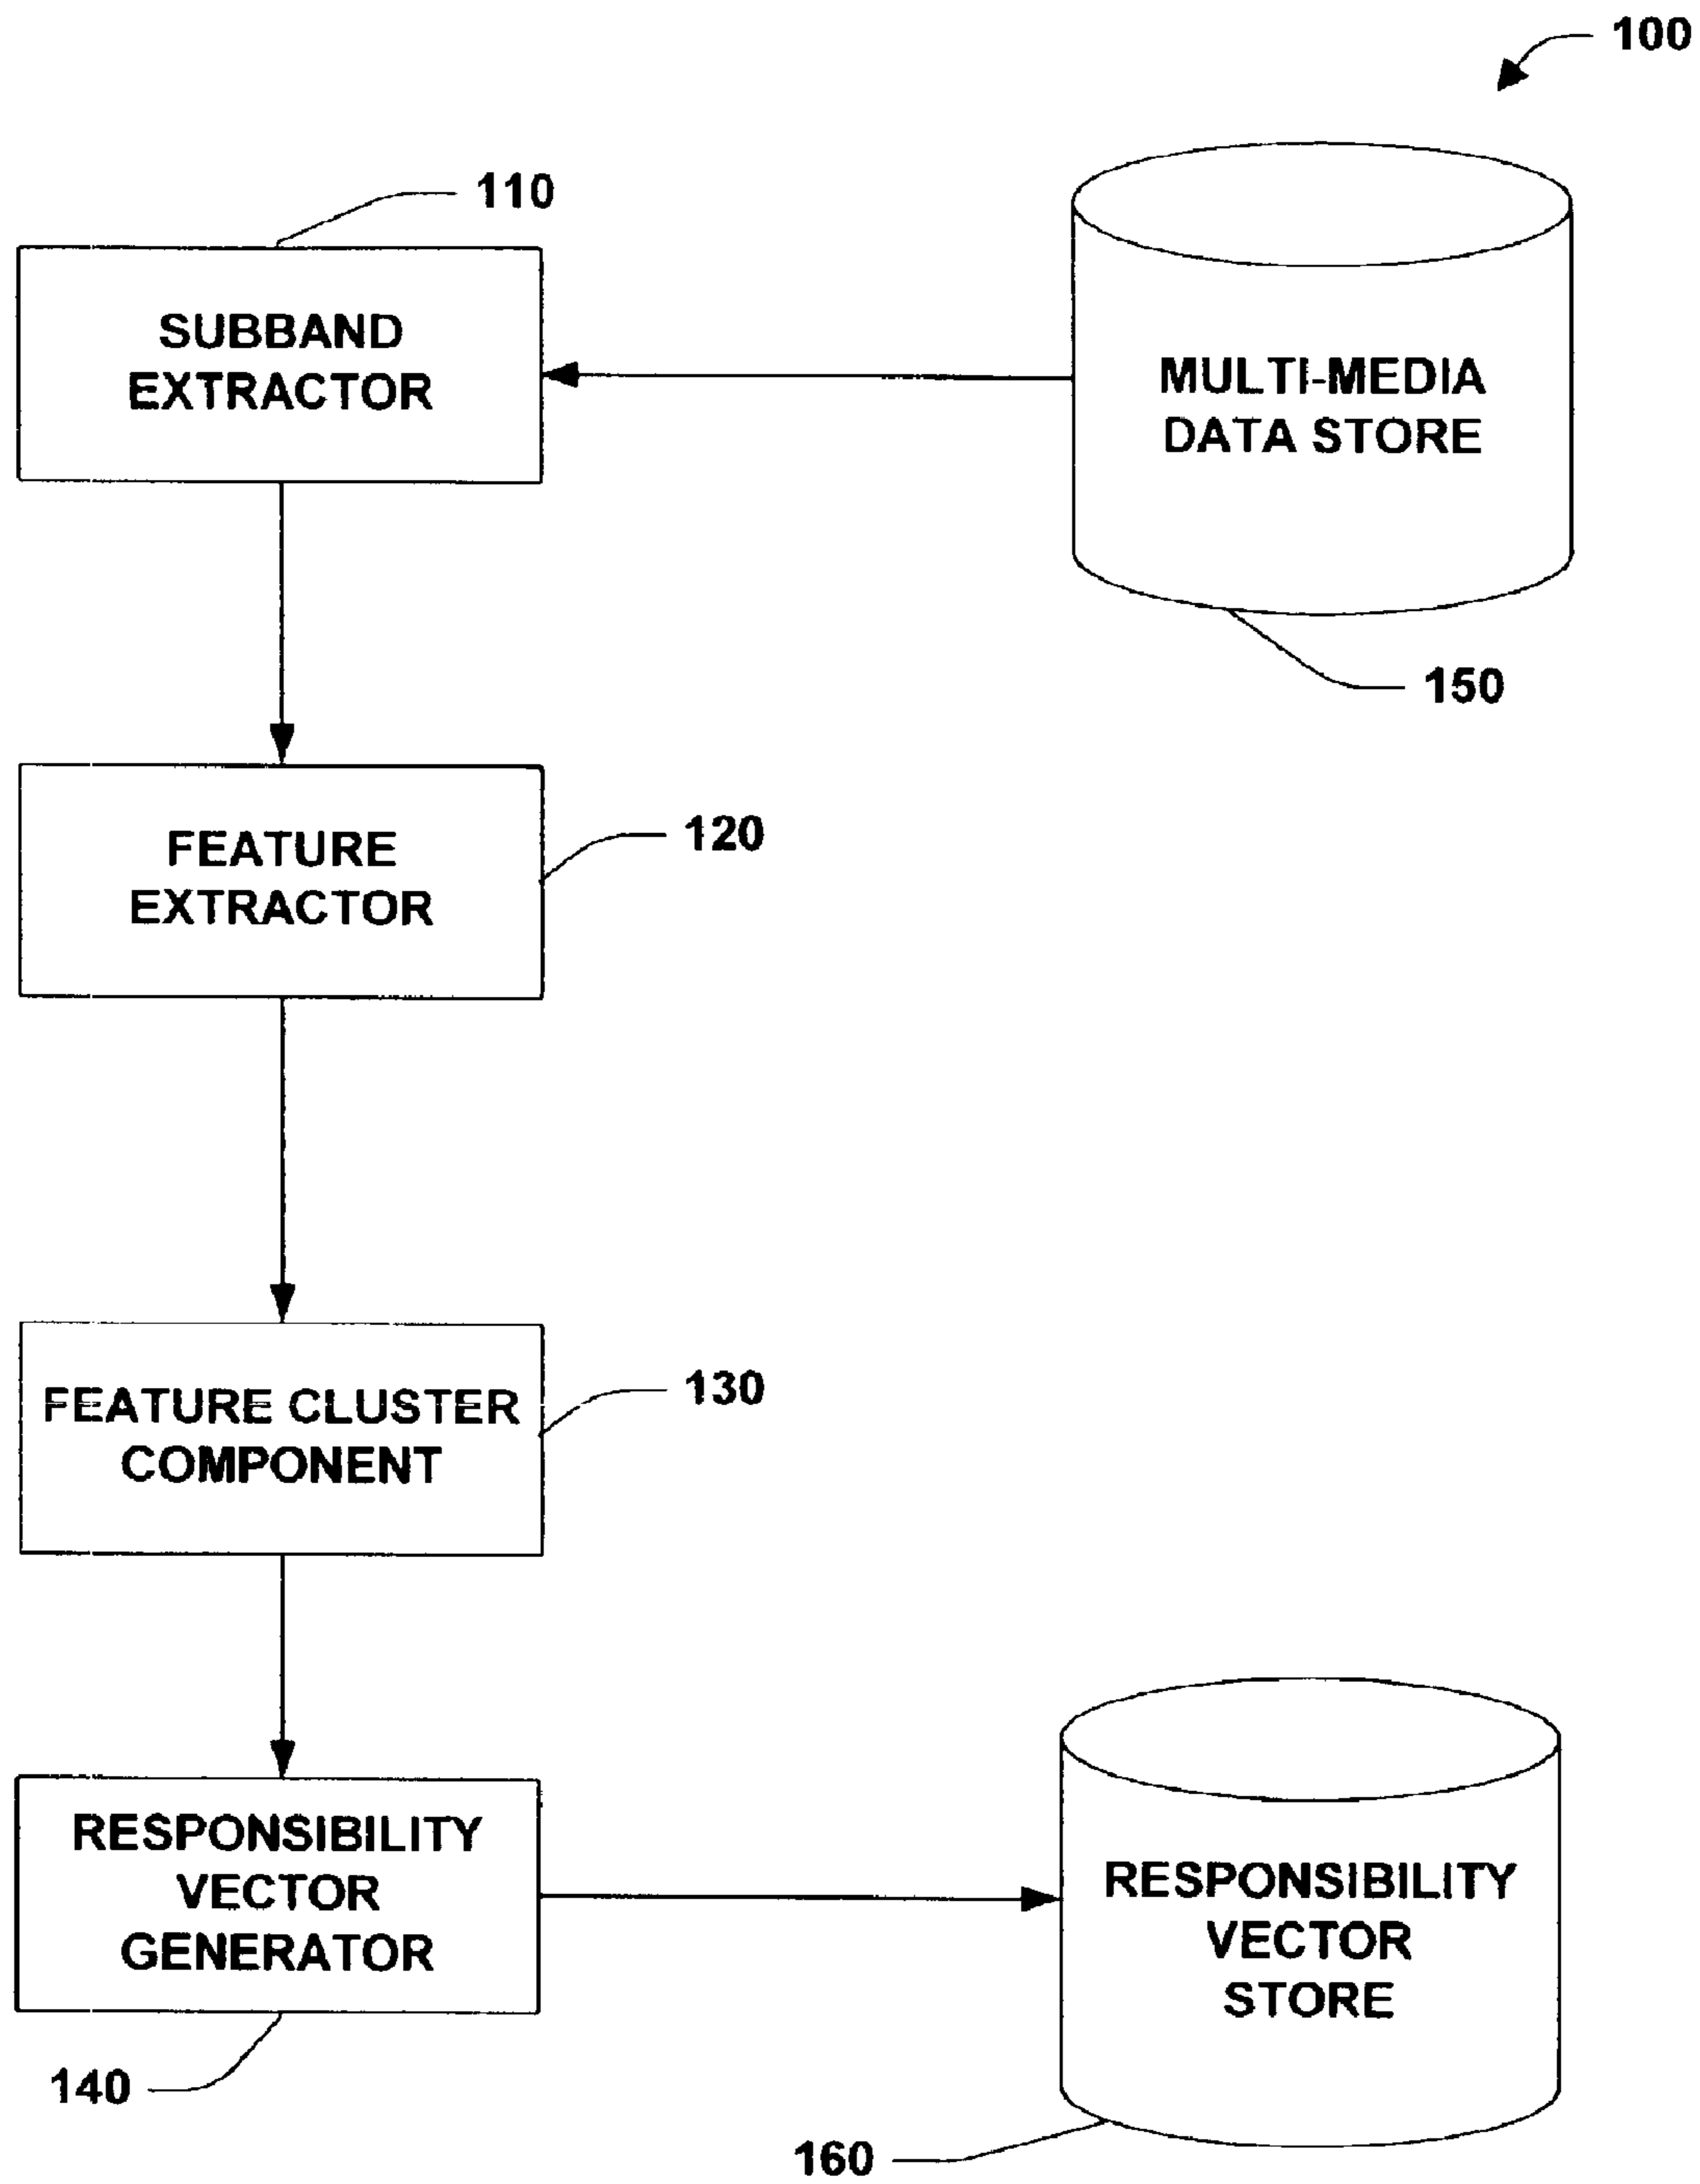 100
110
SUBBAND
EXTRACTOR
MULTI-MEDIA
DATA STORE
150
FEATURE
EXTRACTOR
120
FEATURE CLUSTER
COMPONENT
130
RESPONSIBILITY
VECTOR
GENERATOR
140
RESPONSIBILITY
VECTOR
STORE
160